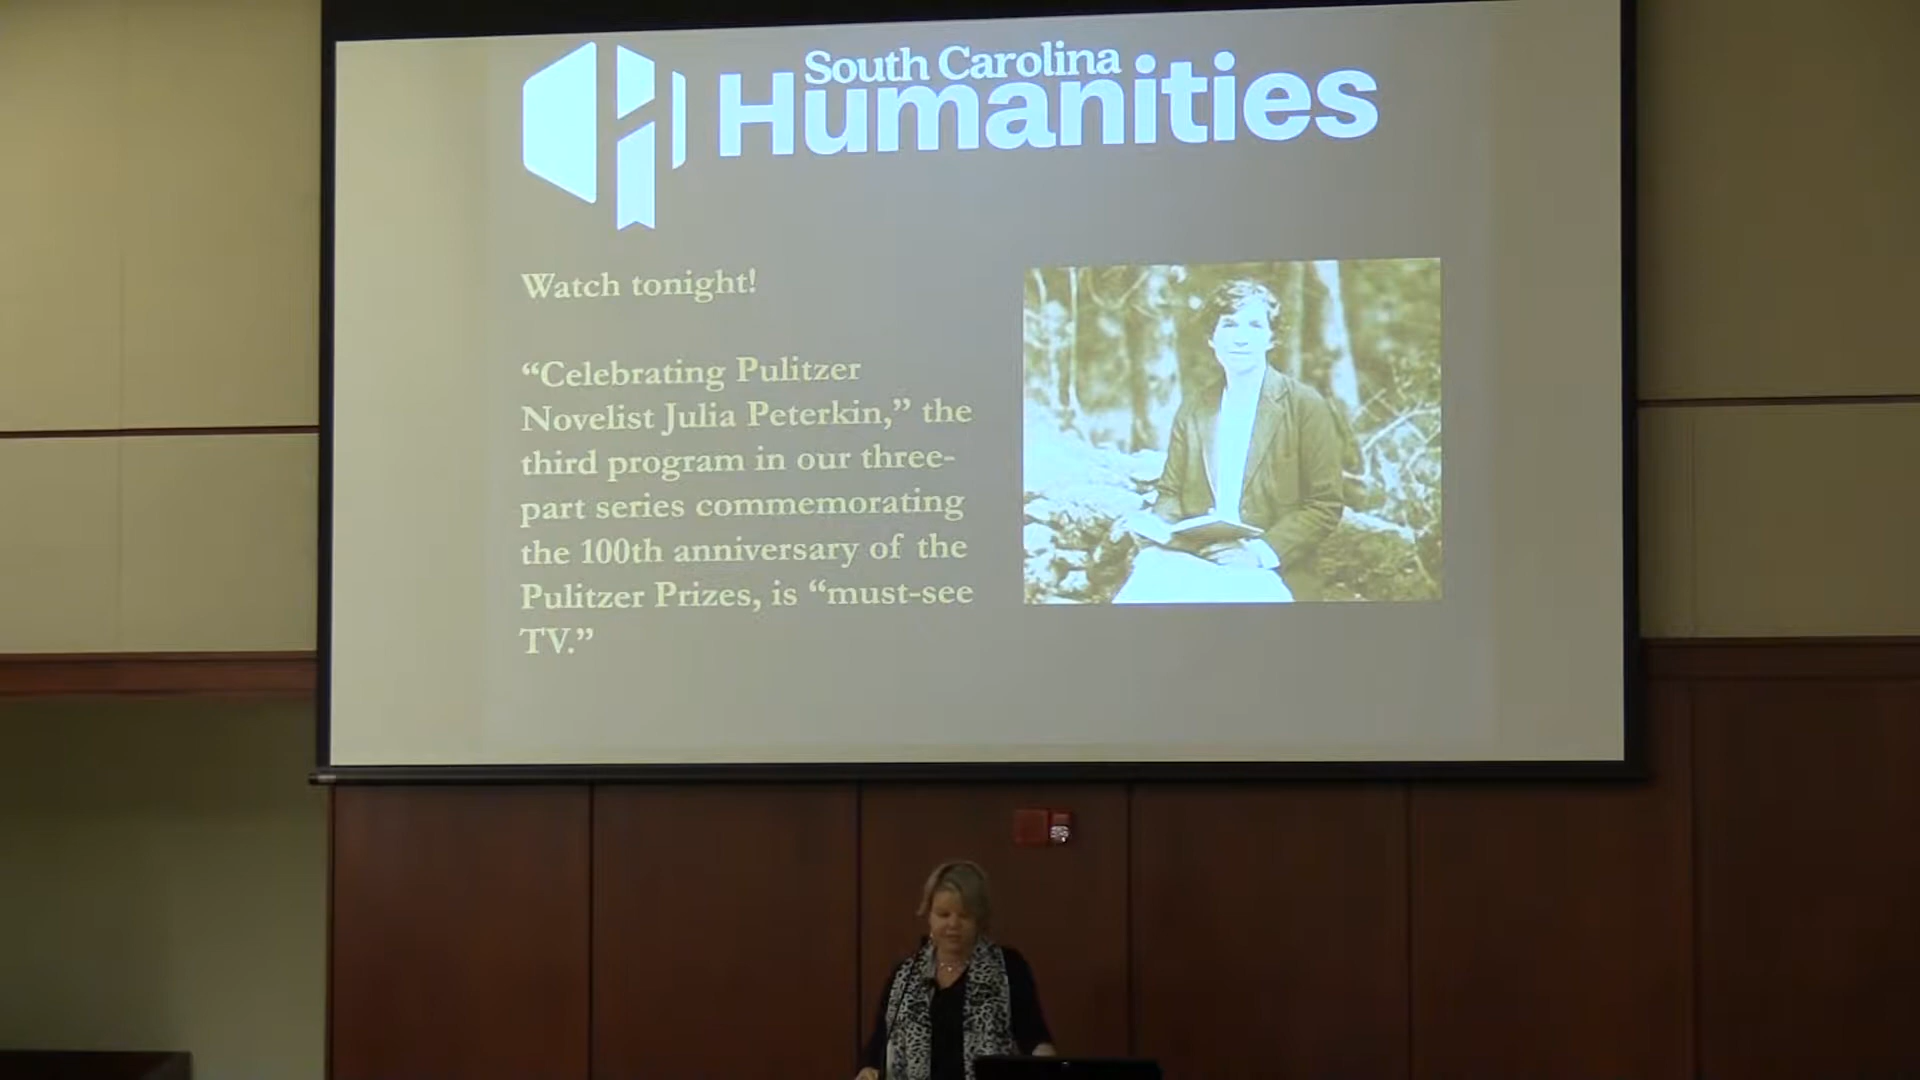 South Carolina
Humanities
Watch tonight!
“Celebrating Pulitzer
Novelist Julia Peterkin,” the
third program in our three-
part series commemorating
the 100th anniversary of the
Pulitzer Prizes, is “must-see
TV.”